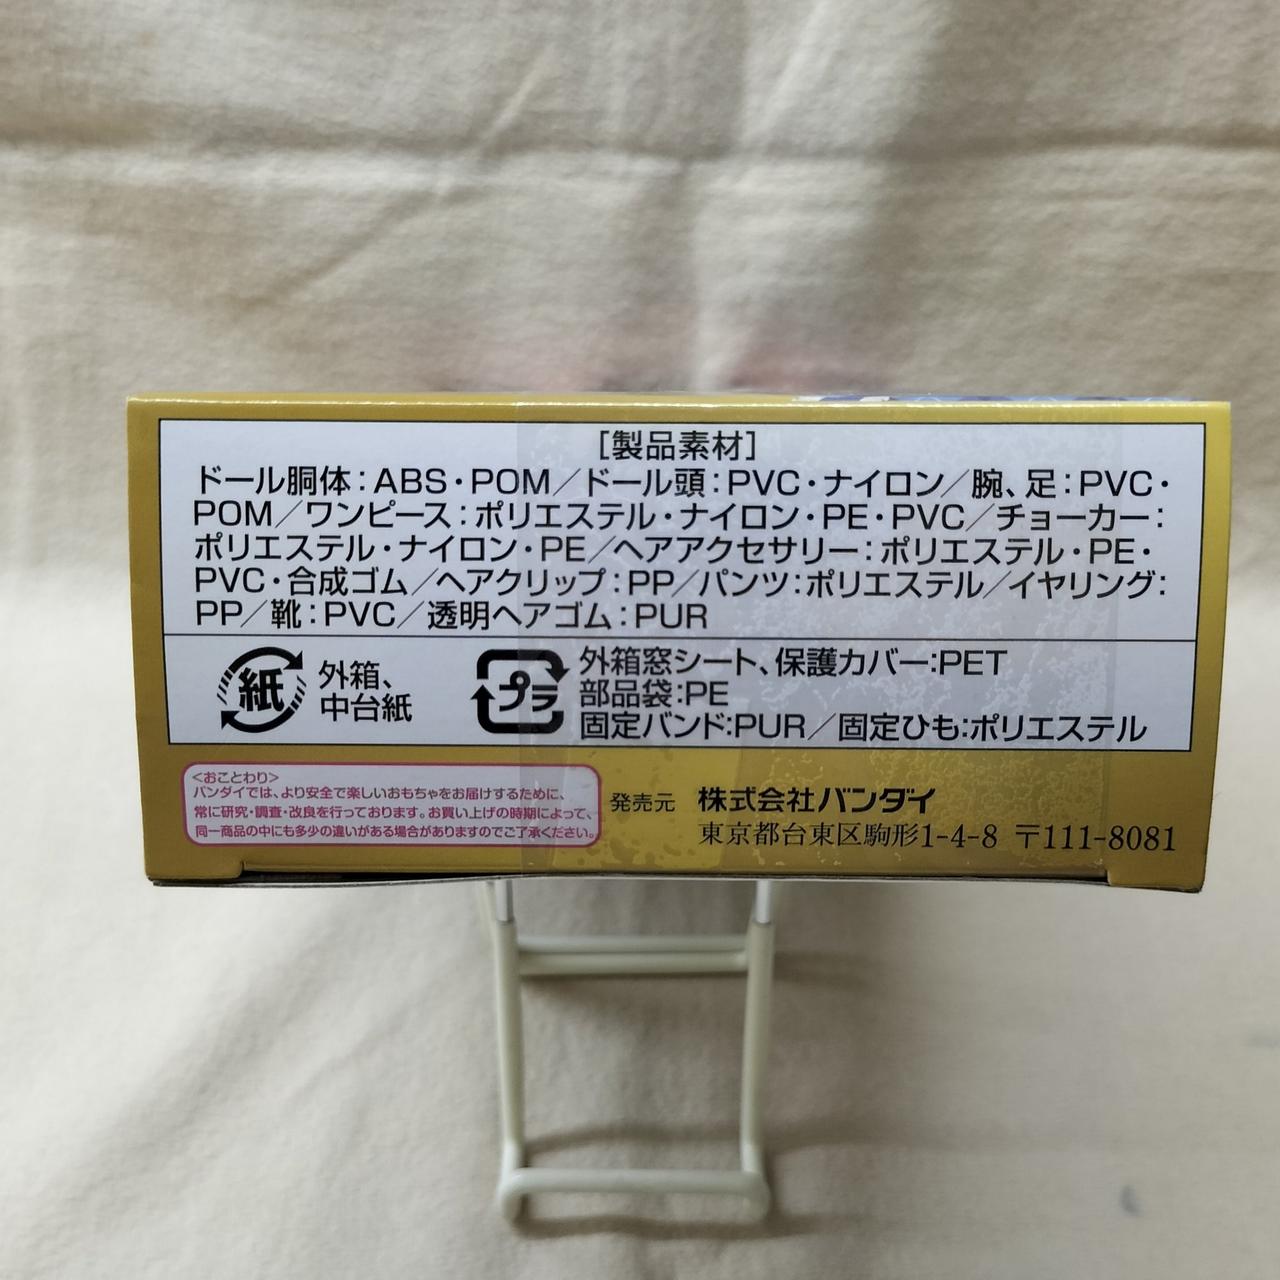 [製品素材]
ドール胴体：ABS・POM／ドール頭：PVC・ナイロン／腕、足：PVC・
POM／ワンピース：ポリエステル・ナイロン・PE・PVC／チョーカー：
ポリエステル・ナイロン・PE／ヘアアクセサリー：ポリエステル・PE・
PVC・合成ゴム／ヘアクリップ：PP／パンツ：ポリエステル／イヤリング：
PP／靴：PVC／透明ヘアゴム：PUR
紙
外箱、
中台紙
プラ
外箱窓シート、保護カバー：PET
部品袋：PE
固定バンド：PUR／固定ひも：ポリエステル
<おことわり>
バンダイでは、より安全で楽しいおもちゃをお届けするために、
常に研究・調査・改良を行っております。お買い上げの時期によって、
同一商品の中にも多少の違いがある場合がありますのでご了承ください。
発売元 株式会社バンダイ
東京都台東区駒形1-4-8 〒111-8081